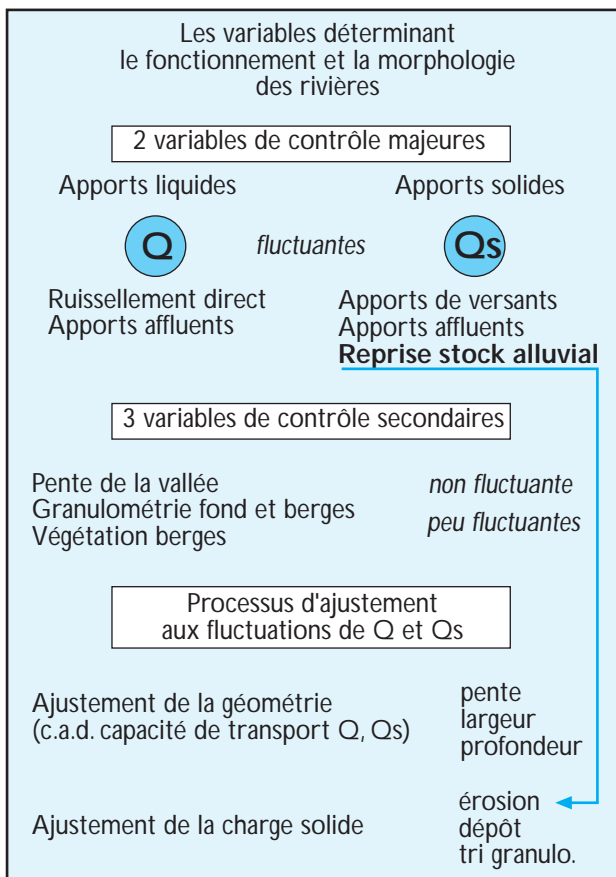 Les variables déterminant
le fonctionnement et la morphologie
des rivières
2 variables de contrôle majeures
Apports liquides
Apports solides
Q
fluctuantes
Qs
Ruissellement direct
Apports affluents
Apports de versants
Apports affluents
Reprise stock alluvial
3 variables de contrôle secondaires
Pente de la vallée
non fluctuante
Granulométrie fond et berges
Végétation berges
peu fluctuantes
Processus d'ajustement
aux fluctuations de Q et Qs
Ajustement de la géométrie
(c.a.d. capacité de transport Q, Qs)
pente
largeur
profondeur
Ajustement de la charge solide
érosion
dépôt
tri granulo.